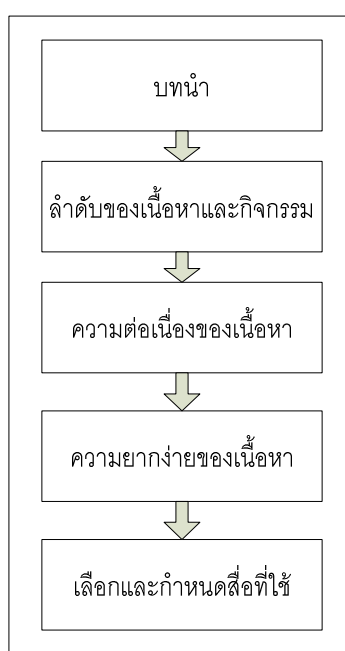 บทนำ
ลำดับของเนื้อหาและกิจกรรม
ความต่อเนื่องของเนื้อหา
ความยากง่ายของเนื้อหา
เลือกและกำหนดสื่อที่ใช้